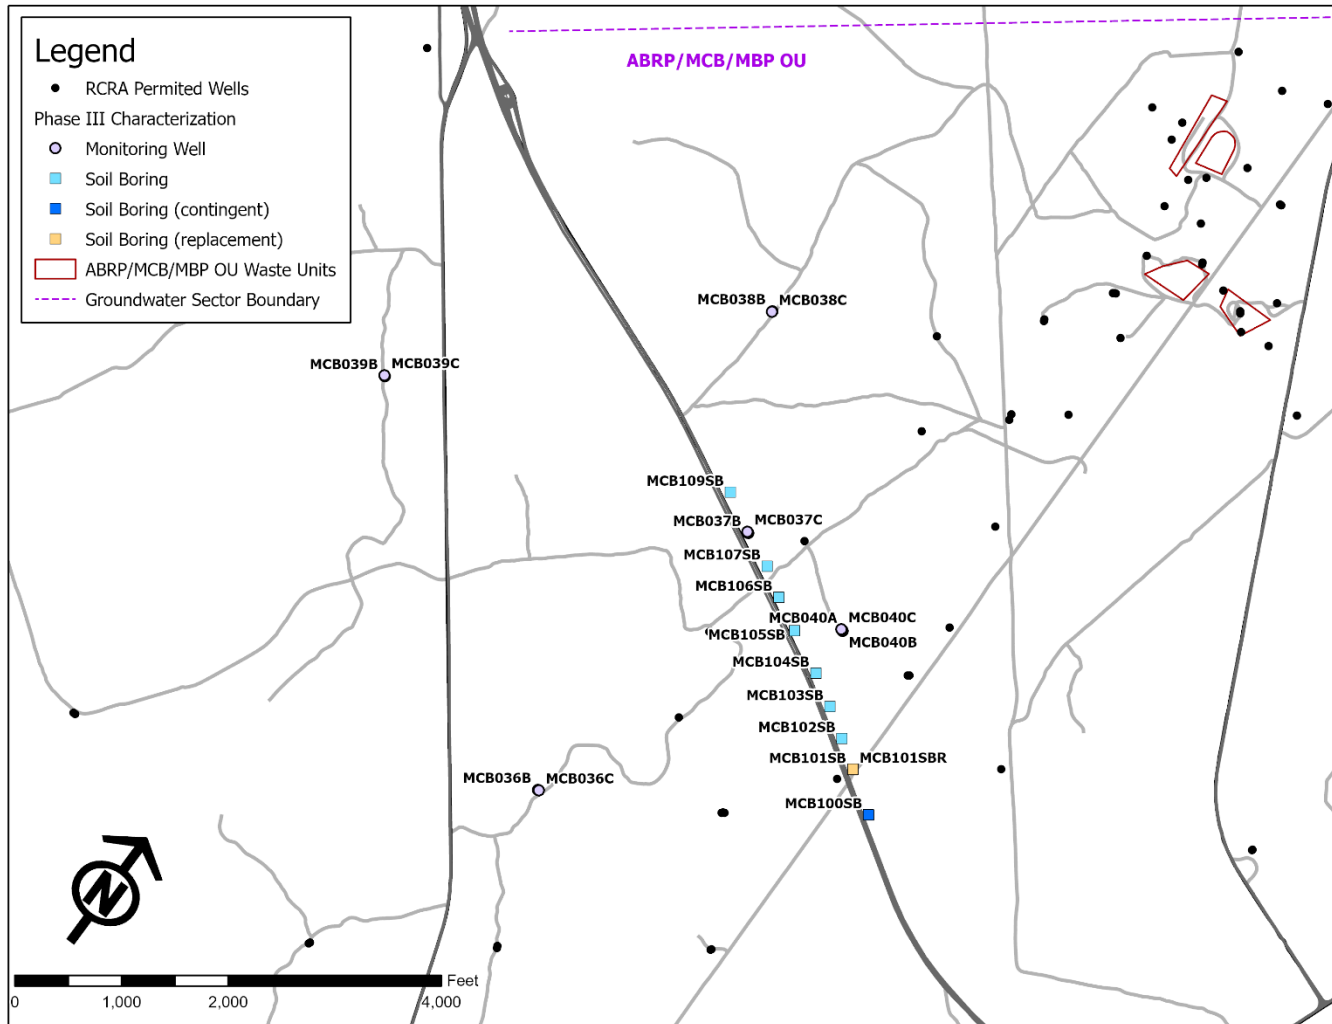 Legend
RCRA Permited Wells
Phase III Characterization
Monitoring Well
Soil Boring
Soil Boring (contingent)
Soil Boring (replacement)
ABRP/MCB/MBP OU Waste Units
Groundwater Sector Boundary
ABRP/MCB/MBP OU
MCB038B MCB038C
MCB039B MCB039C
MCB109SB
MCB037B MCB037C
MCB107SB
MCB106SB
MCB040A MCB040C
MCB105SB MCB040B
MCB104SB
MCB103SB
MCB102SB
MCB101SB MCB101SBR
MCB036B MCB036C
MCB100SB
N
Feet
0 1,000 2,000 4,000